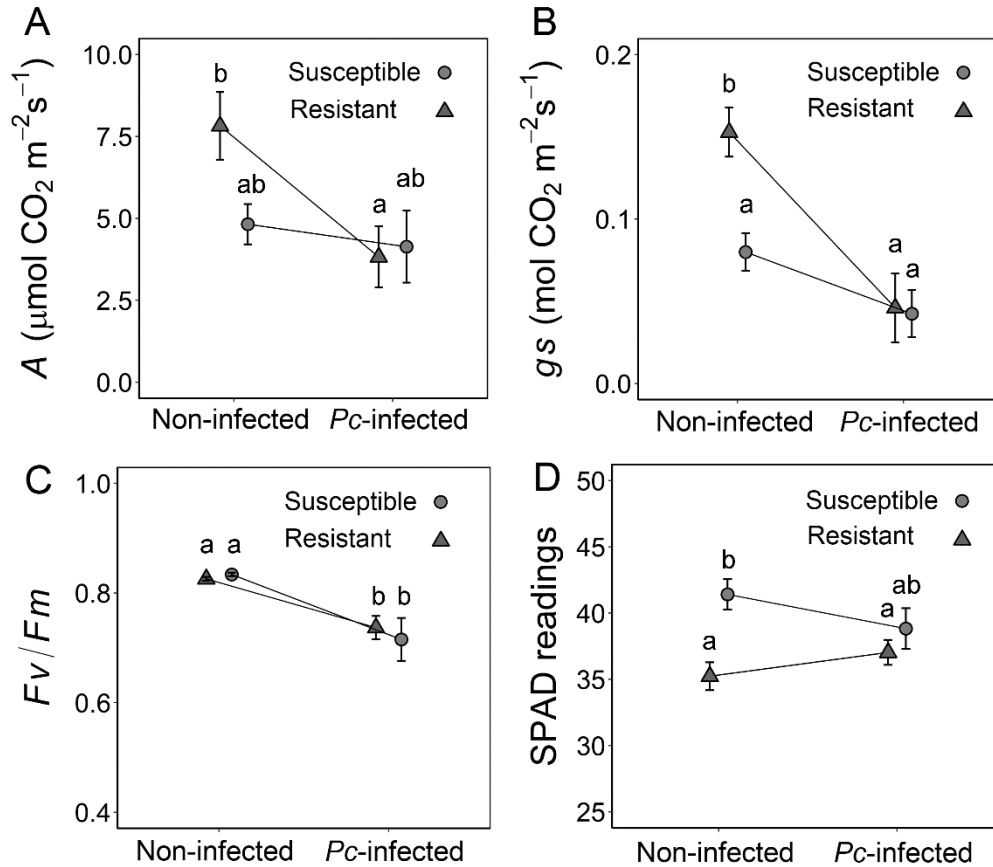 A
A (μmol CO₂ m⁻²s⁻¹)
10.0
7.5
5.0
2.5
0.0
Susceptible
Resistant
b
ab
a
ab
Non-infected Pc-infected
B
gs (mol CO₂ m⁻²s⁻¹)
0.2
0.1
0.0
Susceptible
Resistant
b
a
a
a
Non-infected Pc-infected
C
Fv/Fm
1.0
0.8
0.6
0.4
Susceptible
Resistant
a a
b b
Non-infected Pc-infected
D
SPAD readings
50
45
40
35
30
25
Susceptible
Resistant
b
a
a
ab
Non-infected Pc-infected